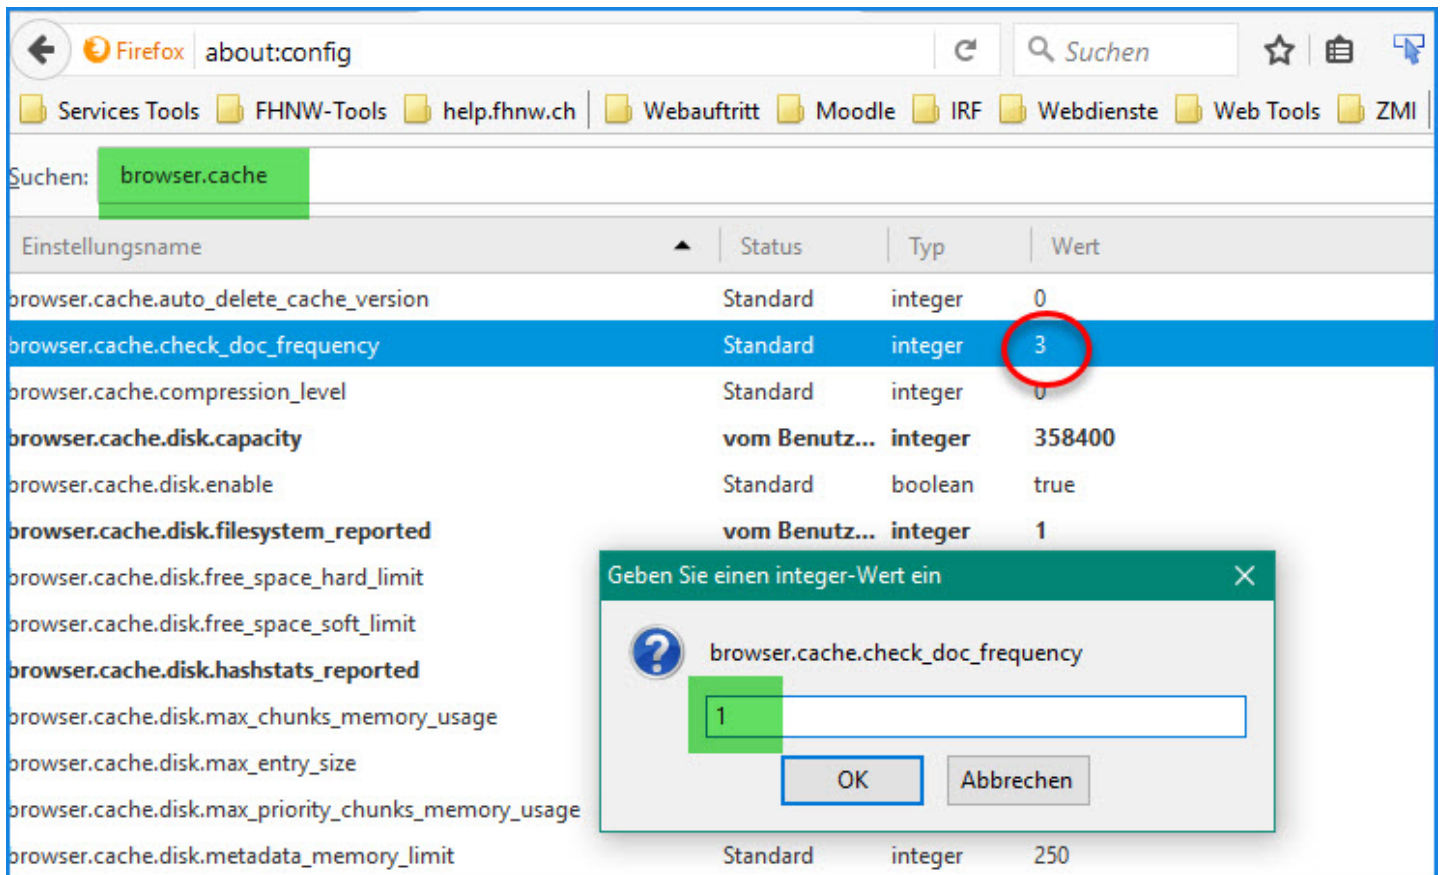 Firefox about:config Suchen
Services Tools FHNW-Tools help.fhnw.ch Webauftritt Moodle IRF Webdienste Web Tools ZMI
Suchen: browser.cache
Einstellungsname Status Typ Wert
browser.cache.auto_delete_cache_version Standard integer 0
browser.cache.check_doc_frequency Standard integer 3
browser.cache.compression_level Standard integer 0
browser.cache.disk.capacity vom Benutz... integer 358400
browser.cache.disk.enable Standard boolean true
browser.cache.disk.filesystem_reported vom Benutz... integer 1
browser.cache.disk.free_space_hard_limit
browser.cache.disk.free_space_soft_limit
browser.cache.disk.hashstats_reported
browser.cache.disk.max_chunks_memory_usage
browser.cache.disk.max_entry_size
browser.cache.disk.max_priority_chunks_memory_usage
browser.cache.disk.metadata_memory_limit Standard integer 250
Geben Sie einen integer-Wert ein
browser.cache.check_doc_frequency
1
OK Abbrechen